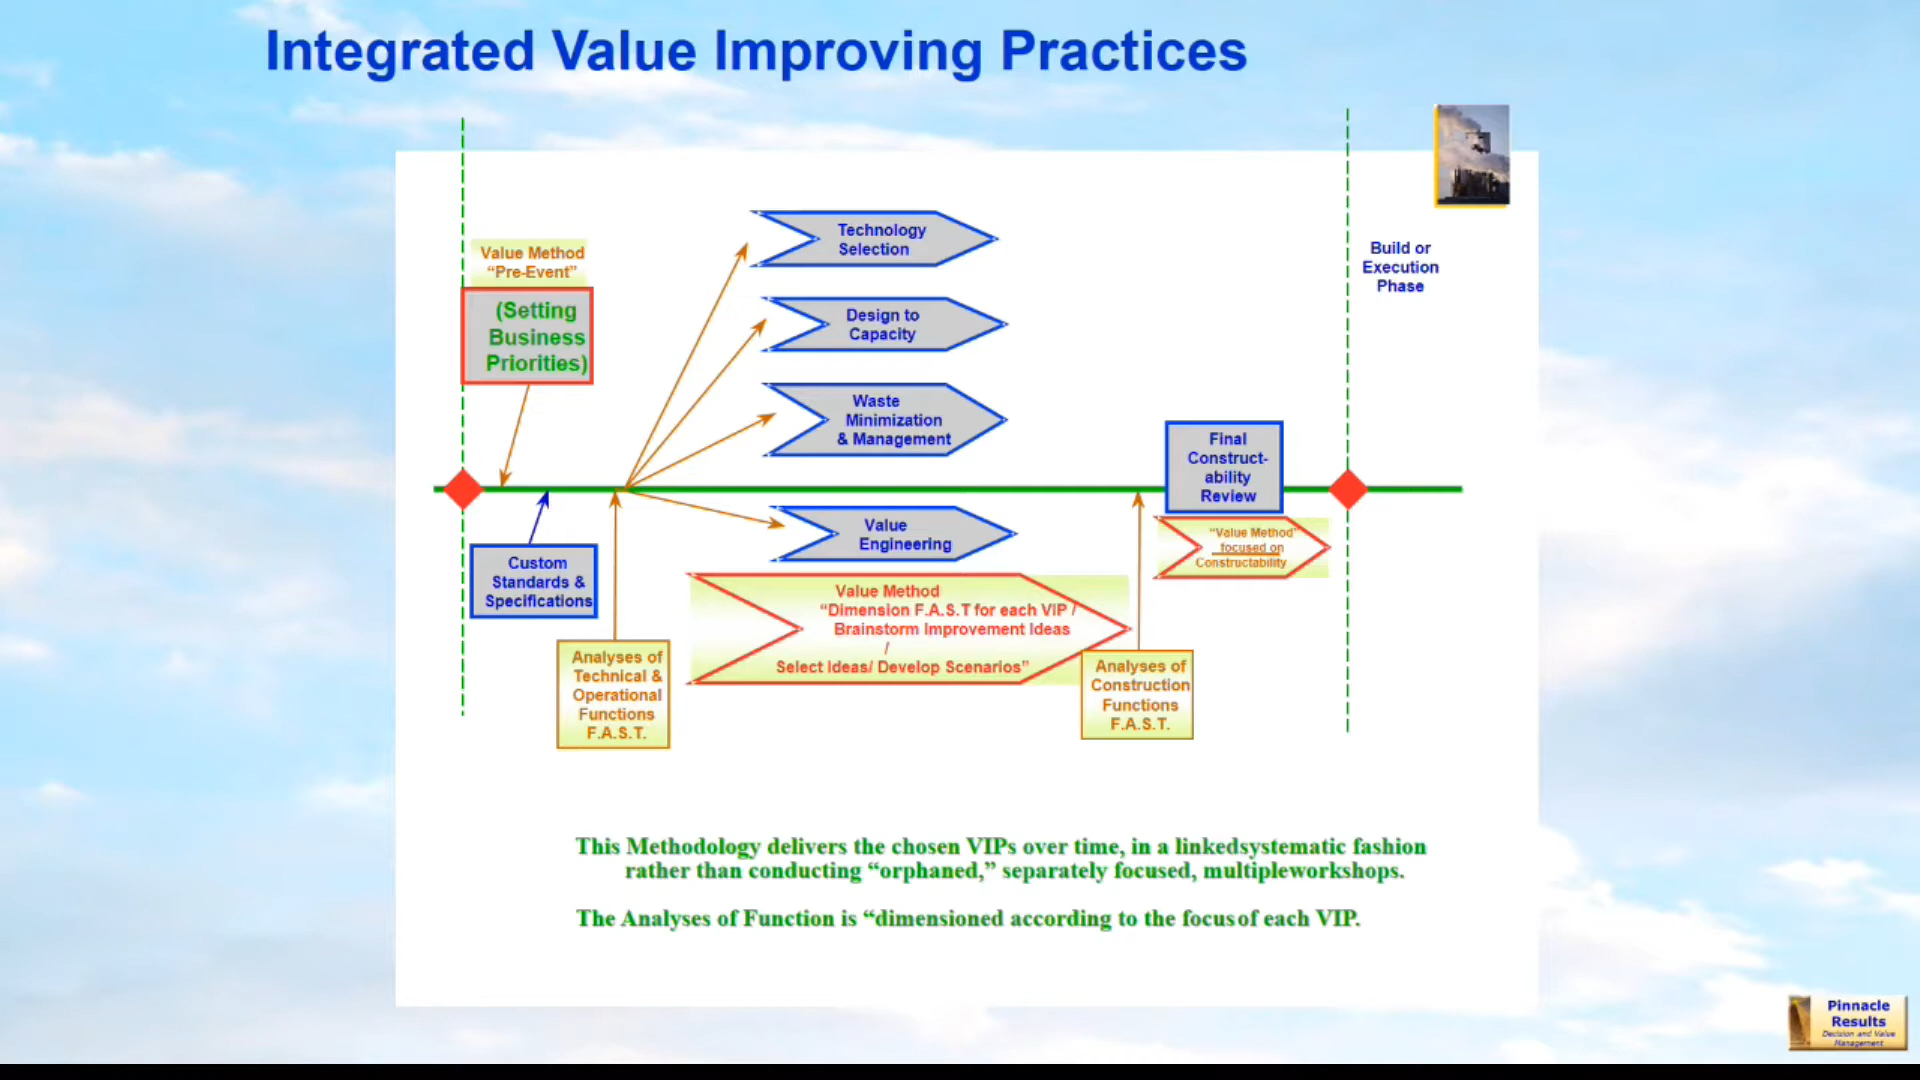 Integrated Value Improving Practices
Value Method
“Pre-Event”
(Setting
Business
Priorities)
Technology
Selection
Design to
Capacity
Waste
Minimization
& Management
Build or
Execution
Phase
Final
Construct-
ability
Review
Value
Engineering
"Value Method"
focused on
Constructability
Custom
Standards &
Specifications
Value Method
“Dimension F.A.S.T for each VIP /
Brainstorm Improvement Ideas
/
Select Ideas/ Develop Scenarios”
Analyses of
Technical &
Operational
Functions
F.A.S.T.
Analyses of
Construction
Functions
F.A.S.T.
This Methodology delivers the chosen VIPs over time, in a linkedsystematic fashion
rather than conducting “orphaned,” separately focused, multipleworkshops.
The Analyses of Function is “dimensioned according to the focus of each VIP.
Pinnacle
Results
Decision and Value
Management